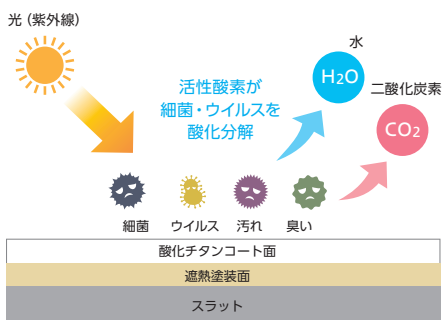 光（紫外線）
水
活性酸素が
細菌・ウイルスを
酸化分解
H2O
二酸化炭素
CO2
細菌
ウイルス
汚れ
臭い
酸化チタンコート面
遮熱塗装面
スラット